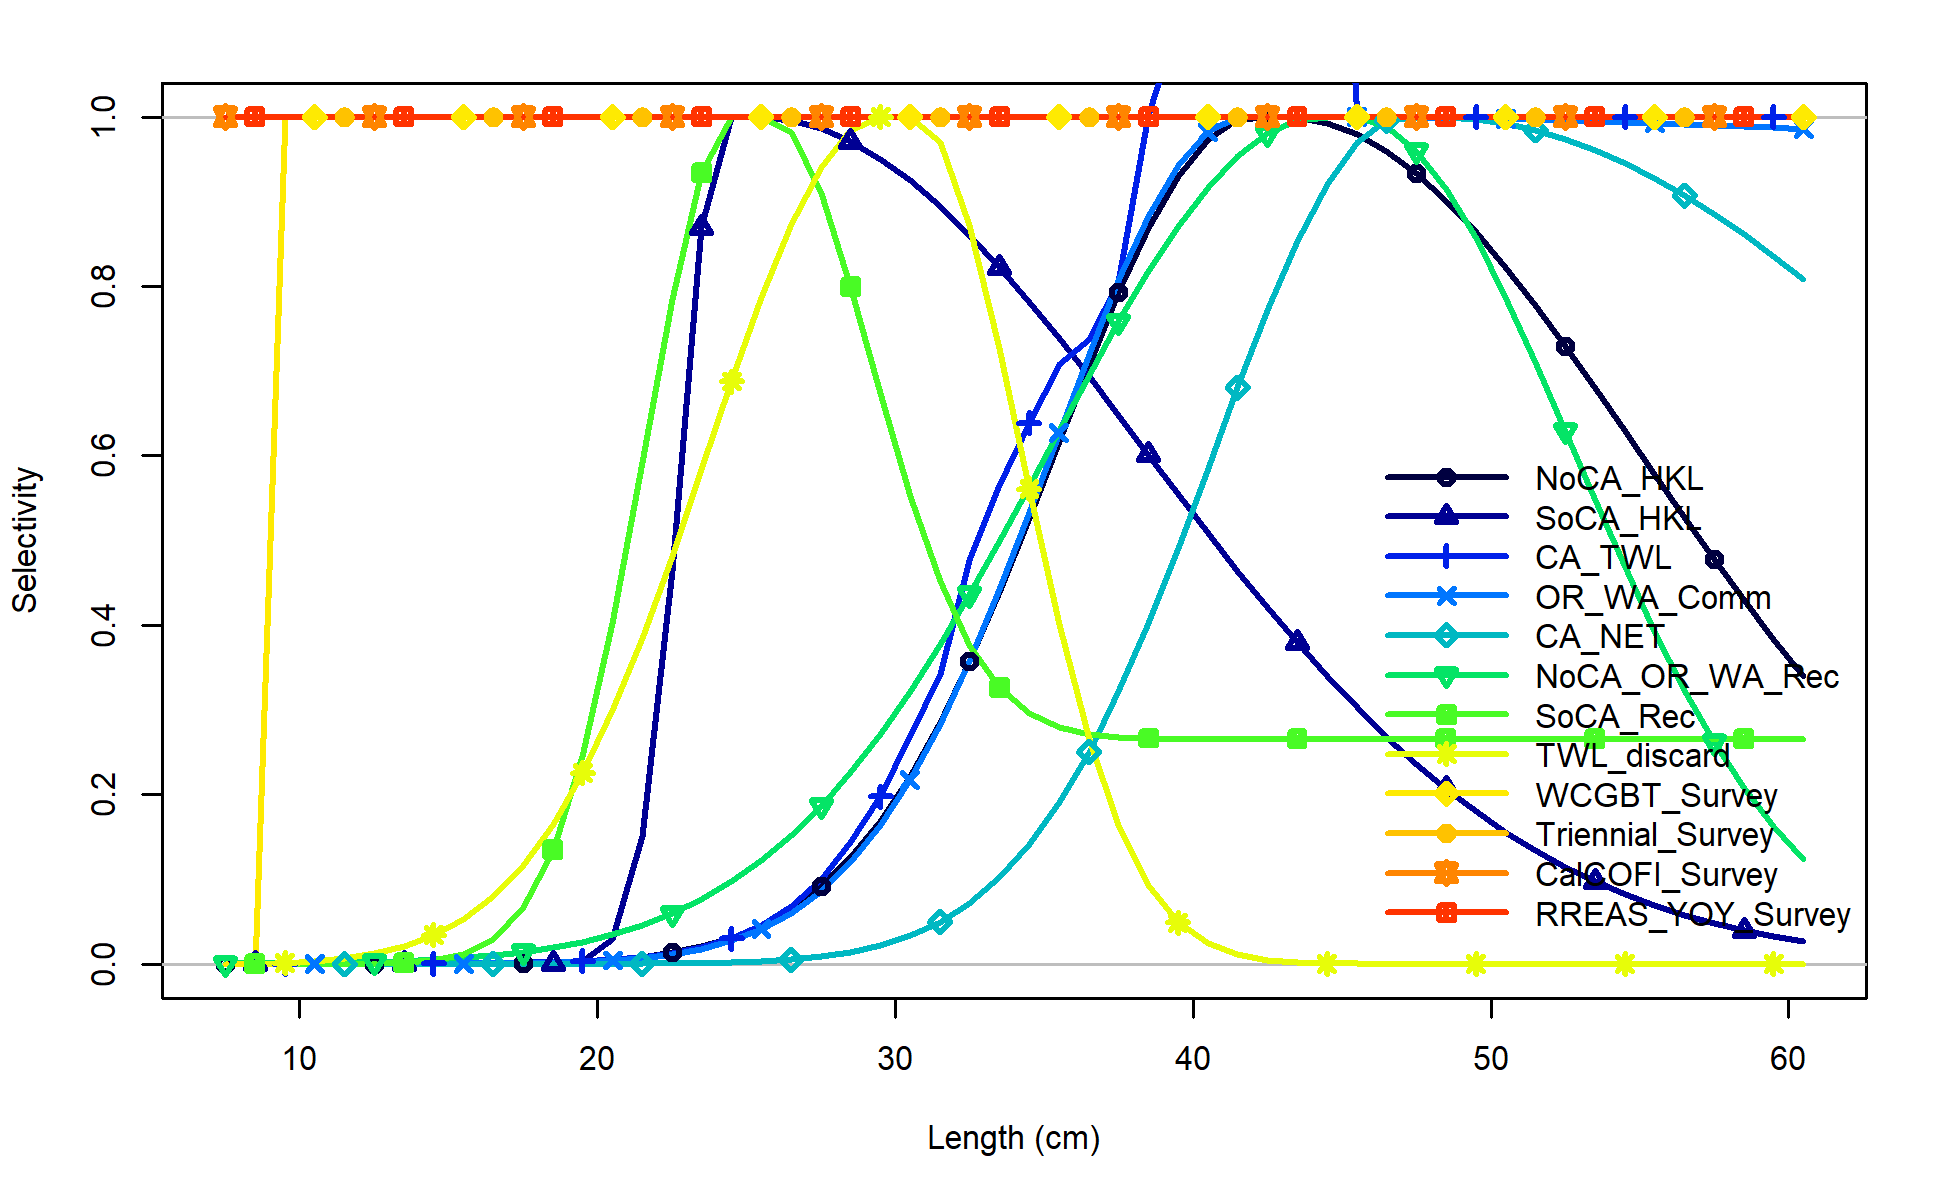 1.0
0.8
0.6
0.4
0.2
0.0
Selectivity
NoCA_HKL
SoCA_HKL
CA_TWL
OR_WA_Comm
CA_NET
NoCA_OR_WA_Rec
SoCA_Rec
TWL_discard
WCGBT_Survey
Triennial_Survey
CalCOFI_Survey
RREAS_YOY_Survey
10 20 30 40 50 60
Length (cm)